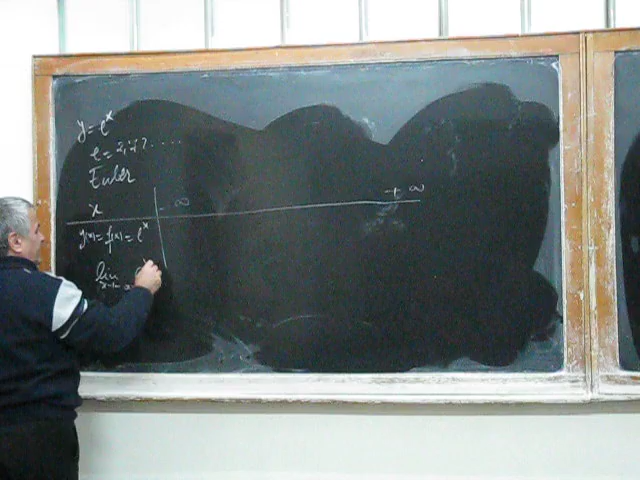 y = e^x
e = 2,7 . . . . .
Euler
x -∞ +∞
y(x) = f(x) = e^x
lim
x→-∞